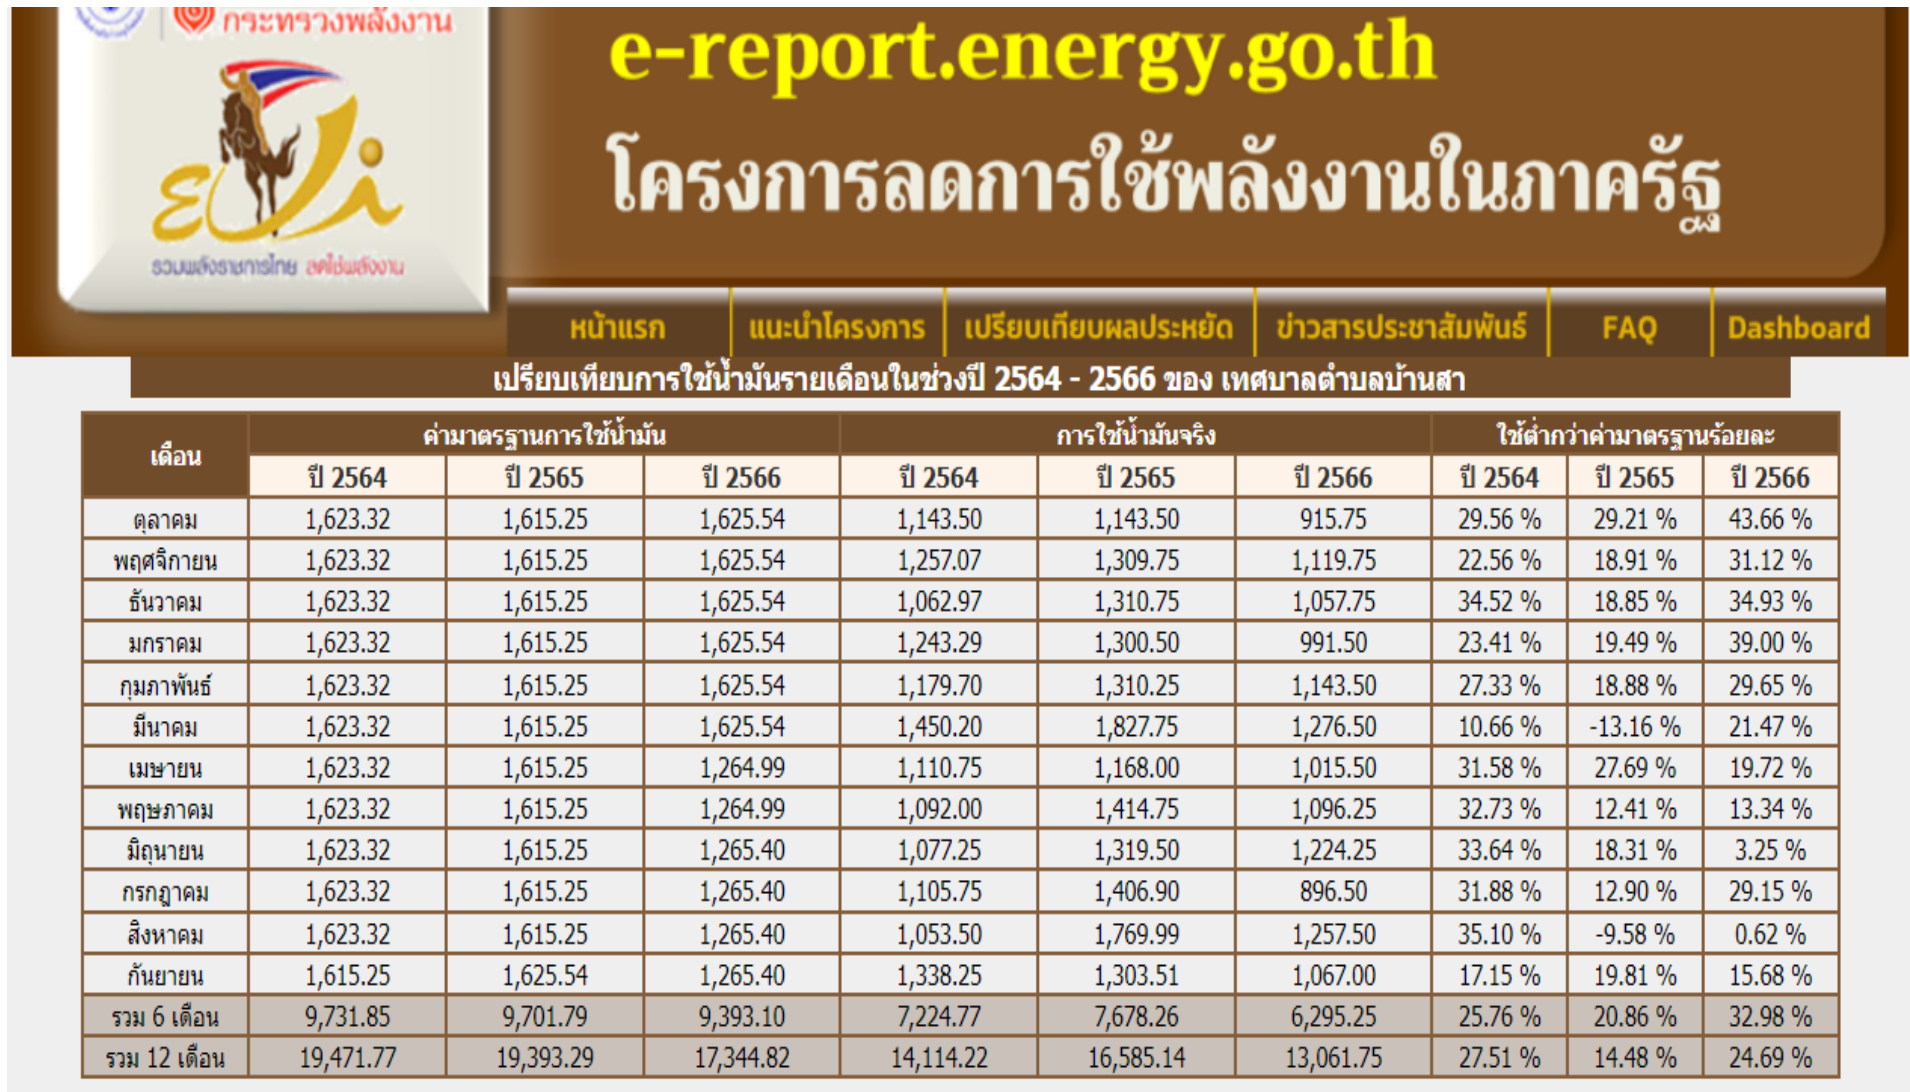 กระทรวงพลังงาน
e-report.energy.go.th
โครงการลดการใช้พลังงานในภาครัฐ
รวมพลังราชการไทย ลดใช้พลังงาน
หน้าแรก แนะนำโครงการ เปรียบเทียบผลประหยัด ข่าวสารประชาสัมพันธ์ FAQ Dashboard
เปรียบเทียบการใช้น้ำมันรายเดือนในช่วงปี 2564 - 2566 ของ เทศบาลตำบลบ้านสา
เดือน ค่ามาตรฐานการใช้น้ำมัน การใช้น้ำมันจริง ใช้ต่ำกว่าค่ามาตรฐานร้อยละ
ปี 2564 ปี 2565 ปี 2566 ปี 2564 ปี 2565 ปี 2566 ปี 2564 ปี 2565 ปี 2566
ตุลาคม 1,623.32 1,615.25 1,625.54 1,143.50 1,143.50 915.75 29.56 % 29.21 % 43.66 %
พฤศจิกายน 1,623.32 1,615.25 1,625.54 1,257.07 1,309.75 1,119.75 22.56 % 18.91 % 31.12 %
ธันวาคม 1,623.32 1,615.25 1,625.54 1,062.97 1,310.75 1,057.75 34.52 % 18.85 % 34.93 %
มกราคม 1,623.32 1,615.25 1,625.54 1,243.29 1,300.50 991.50 23.41 % 19.49 % 39.00 %
กุมภาพันธ์ 1,623.32 1,615.25 1,625.54 1,179.70 1,310.25 1,143.50 27.33 % 18.88 % 29.65 %
มีนาคม 1,623.32 1,615.25 1,625.54 1,450.20 1,827.75 1,276.50 10.66 % -13.16 % 21.47 %
เมษายน 1,623.32 1,615.25 1,264.99 1,110.75 1,168.00 1,015.50 31.58 % 27.69 % 19.72 %
พฤษภาคม 1,623.32 1,615.25 1,264.99 1,092.00 1,414.75 1,096.25 32.73 % 12.41 % 13.34 %
มิถุนายน 1,623.32 1,615.25 1,265.40 1,077.25 1,319.50 1,224.25 33.64 % 18.31 % 3.25 %
กรกฎาคม 1,623.32 1,615.25 1,265.40 1,105.75 1,406.90 896.50 31.88 % 12.90 % 29.15 %
สิงหาคม 1,623.32 1,615.25 1,265.40 1,053.50 1,769.99 1,257.50 35.10 % -9.58 % 0.62 %
กันยายน 1,615.25 1,625.54 1,265.40 1,338.25 1,303.51 1,067.00 17.15 % 19.81 % 15.68 %
รวม 6 เดือน 9,731.85 9,701.79 9,393.10 7,224.77 7,678.26 6,295.25 25.76 % 20.86 % 32.98 %
รวม 12 เดือน 19,471.77 19,393.29 17,344.82 14,114.22 16,585.14 13,061.75 27.51 % 14.48 % 24.69 %